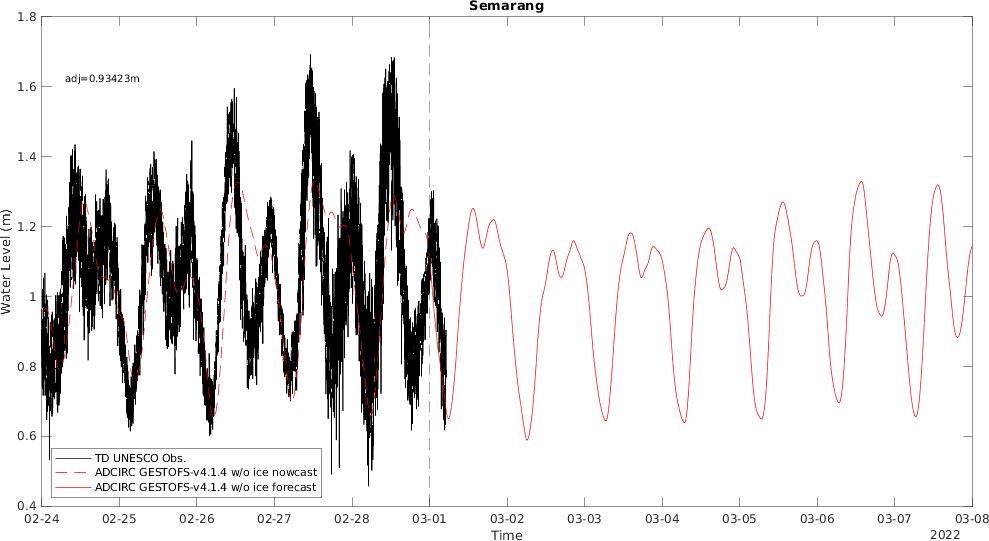 Semarang
1.8
1.6
1.4
1.2
1
0.8
0.6
0.4
Water Level (m)
adj=0.93423m
TD UNESCO Obs.
ADCIRC GESTOFS-v4.1.4 w/o ice nowcast
ADCIRC GESTOFS-v4.1.4 w/o ice forecast
02-24 02-25 02-26 02-27 02-28 03-01 03-02 03-03 03-04 03-05 03-06 03-07 03-08
Time
2022